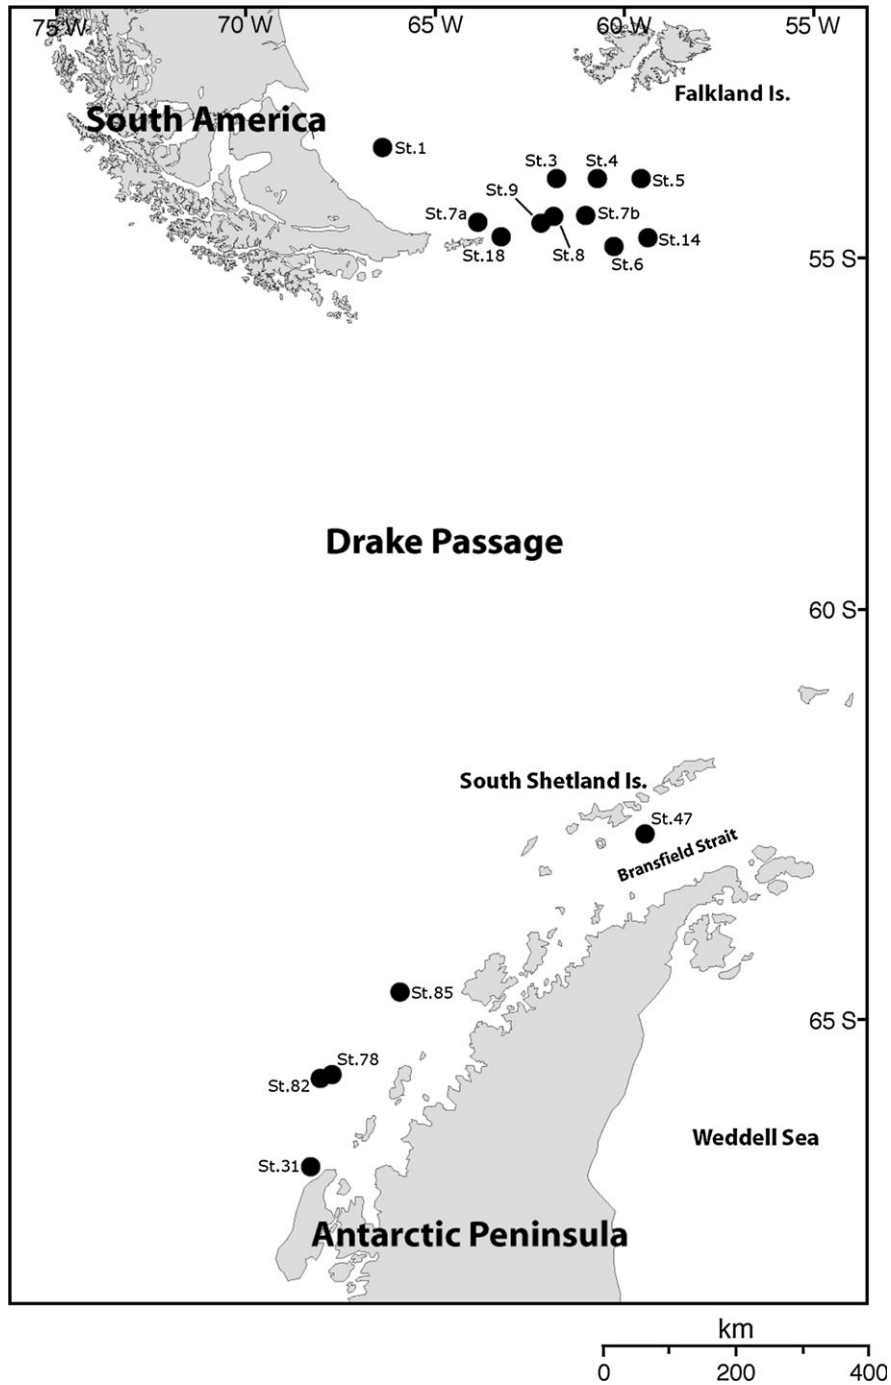 75 W 70 W 65 W 60 W 55 W
Falkland Is.
South America
St.1
St.3 St.4
St.5
St.9
St.7a St.7b
St.14
St.18 St.8 St.6
55 S
Drake Passage
60 S
South Shetland Is.
St.47
Bransfield Strait
St.85
65 S
St.78
St.82
Weddell Sea
St.31
Antarctic Peninsula
km
0 200 400